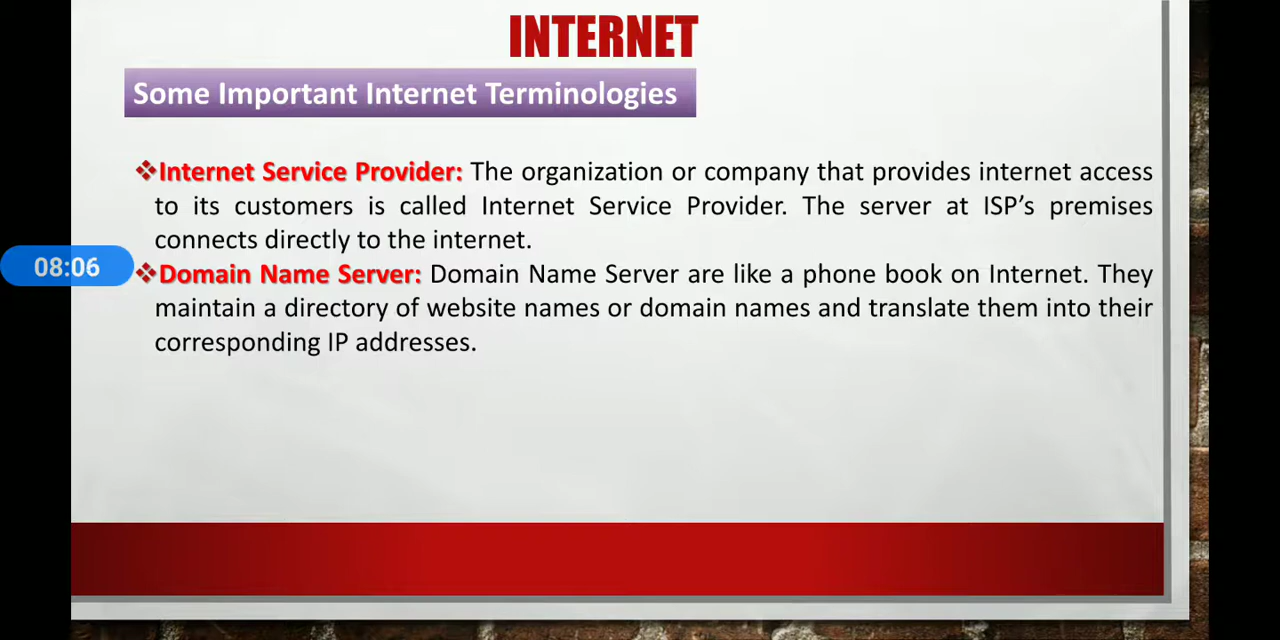 INTERNET
Some Important Internet Terminologies
❖Internet Service Provider: The organization or company that provides internet access
to its customers is called Internet Service Provider. The server at ISP’s premises
connects directly to the internet.
08:06
❖Domain Name Server: Domain Name Server are like a phone book on Internet. They
maintain a directory of website names or domain names and translate them into their
corresponding IP addresses.